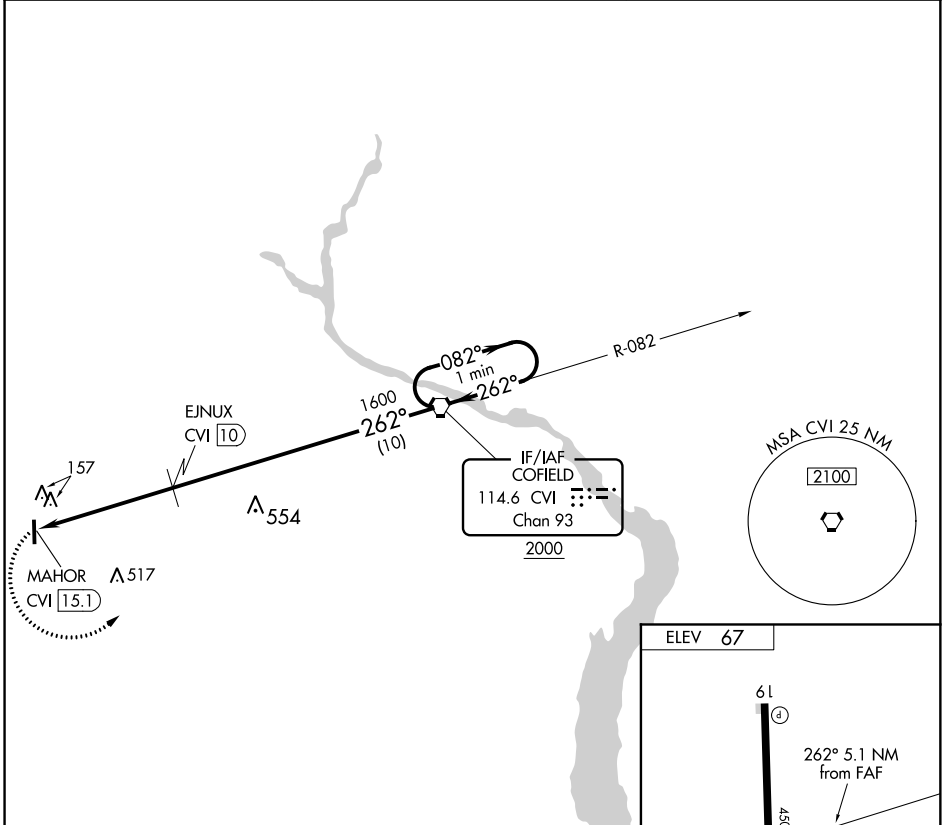 R-082
082°
1 min
262°
1600
262°
(10)
EJNUX
CVI 10
157
554
IF/IAF
COFIELD
114.6 CVI
Chan 93
2000
MSA CVI 25 NM
2100
MAHOR
CVI 15.1
517
ELEV 67
19
P
262° 5.1 NM
from FAF
450